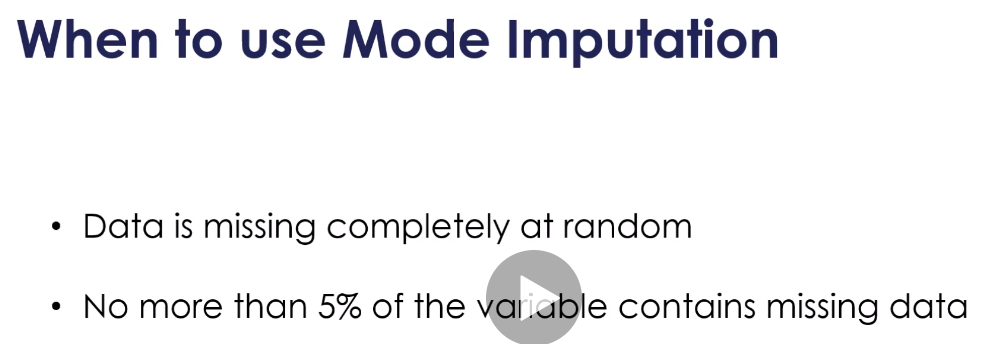 When to use Mode Imputation
• Data is missing completely at random
• No more than 5% of the variable contains missing data